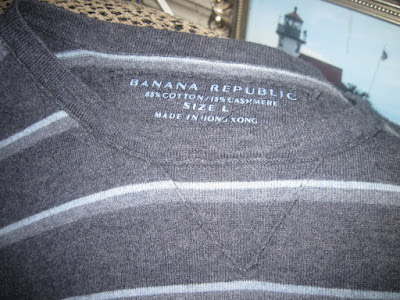 BANANA REPUBLIC
85% COTTON/15% CASHMERE
SIZE L
MADE IN HONG KONG